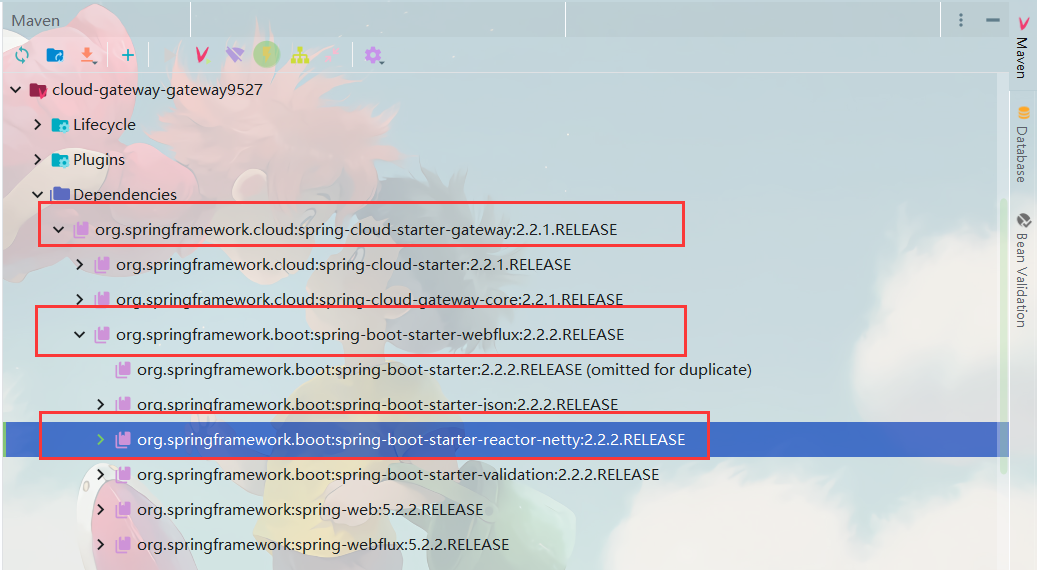 Maven
cloud-gateway-gateway9527
Lifecycle
Plugins
Dependencies
org.springframework.cloud:spring-cloud-starter-gateway:2.2.1.RELEASE
org.springframework.cloud:spring-cloud-starter:2.2.1.RELEASE
org.springframework.cloud:spring-cloud-gateway-core:2.2.1.RELEASE
org.springframework.boot:spring-boot-starter-webflux:2.2.2.RELEASE
org.springframework.boot:spring-boot-starter:2.2.2.RELEASE (omitted for duplicate)
org.springframework.boot:spring-boot-starter-json:2.2.2.RELEASE
org.springframework.boot:spring-boot-starter-reactor-netty:2.2.2.RELEASE
org.springframework.boot:spring-boot-starter-validation:2.2.2.RELEASE
org.springframework:spring-web:5.2.2.RELEASE
org.springframework:spring-webflux:5.2.2.RELEASE
Maven
Database
Bean Validation